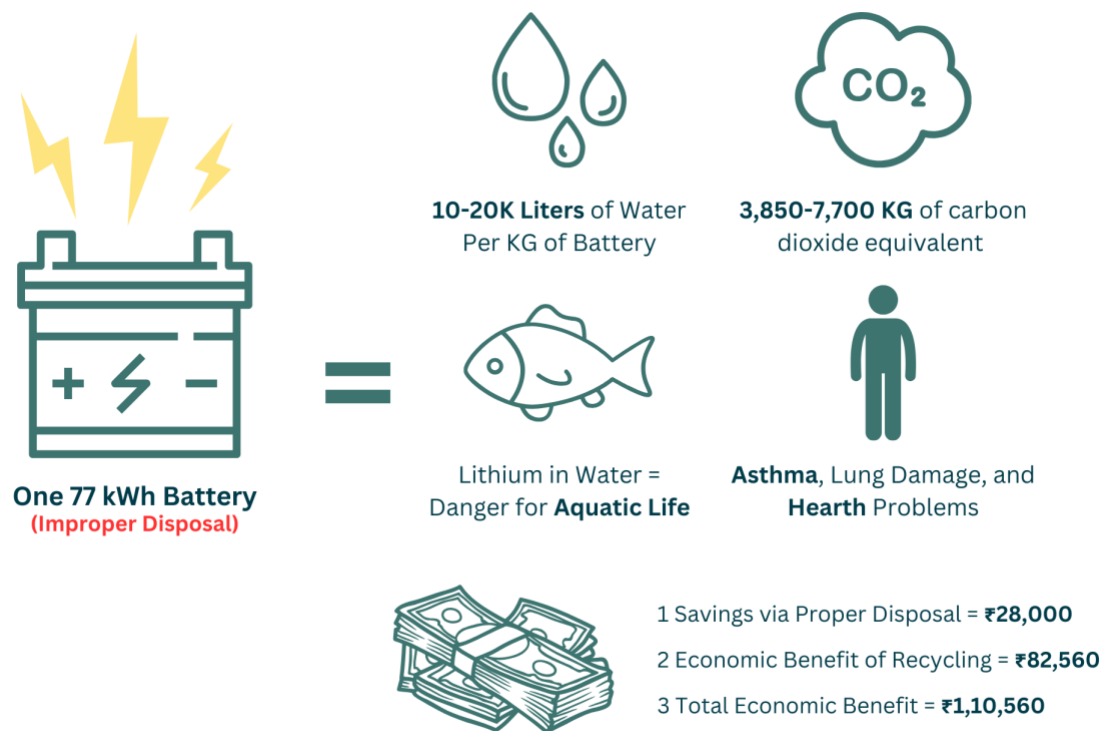 CO₂
10-20K Liters of Water
Per KG of Battery
3,850-7,700 KG of carbon
dioxide equivalent
+ -
One 77 kWh Battery
(Improper Disposal)
=
Lithium in Water =
Danger for Aquatic Life
Asthma, Lung Damage, and
Hearth Problems
1 Savings via Proper Disposal = ₹28,000
2 Economic Benefit of Recycling = ₹82,560
3 Total Economic Benefit = ₹1,10,560